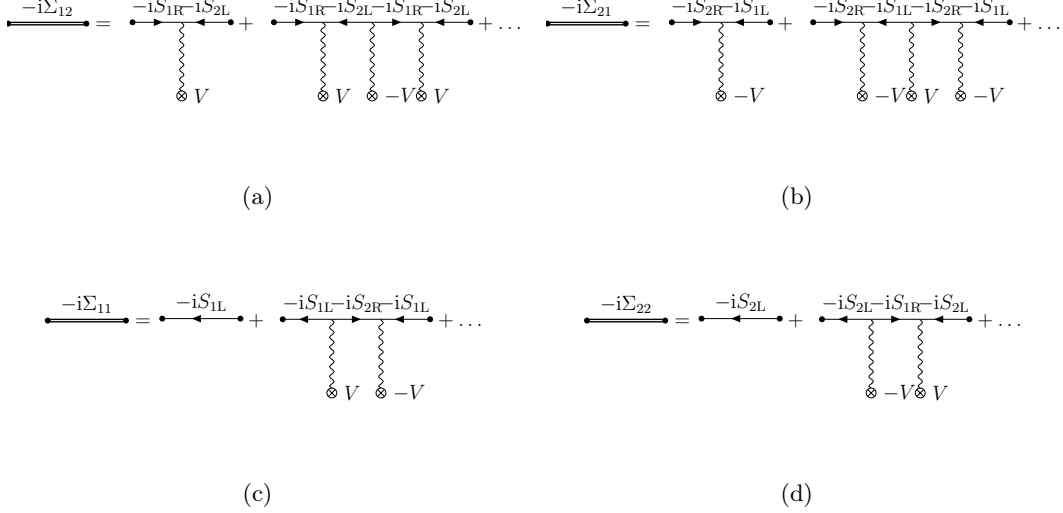 −iΣ₁₂ = −iS₁R −iS₂L + −iS₁R −iS₂L −iS₁R −iS₂L + …
V V −V V
(a)
−iΣ₂₁ = −iS₂R −iS₁L + −iS₂R −iS₁L −iS₂R −iS₁L + …
−V −V V −V
(b)
−iΣ₁₁ = −iS₁L + −iS₁L −iS₂R −iS₁L + …
V −V
(c)
−iΣ₂₂ = −iS₂L + −iS₂L −iS₁R −iS₂L + …
−V V
(d)